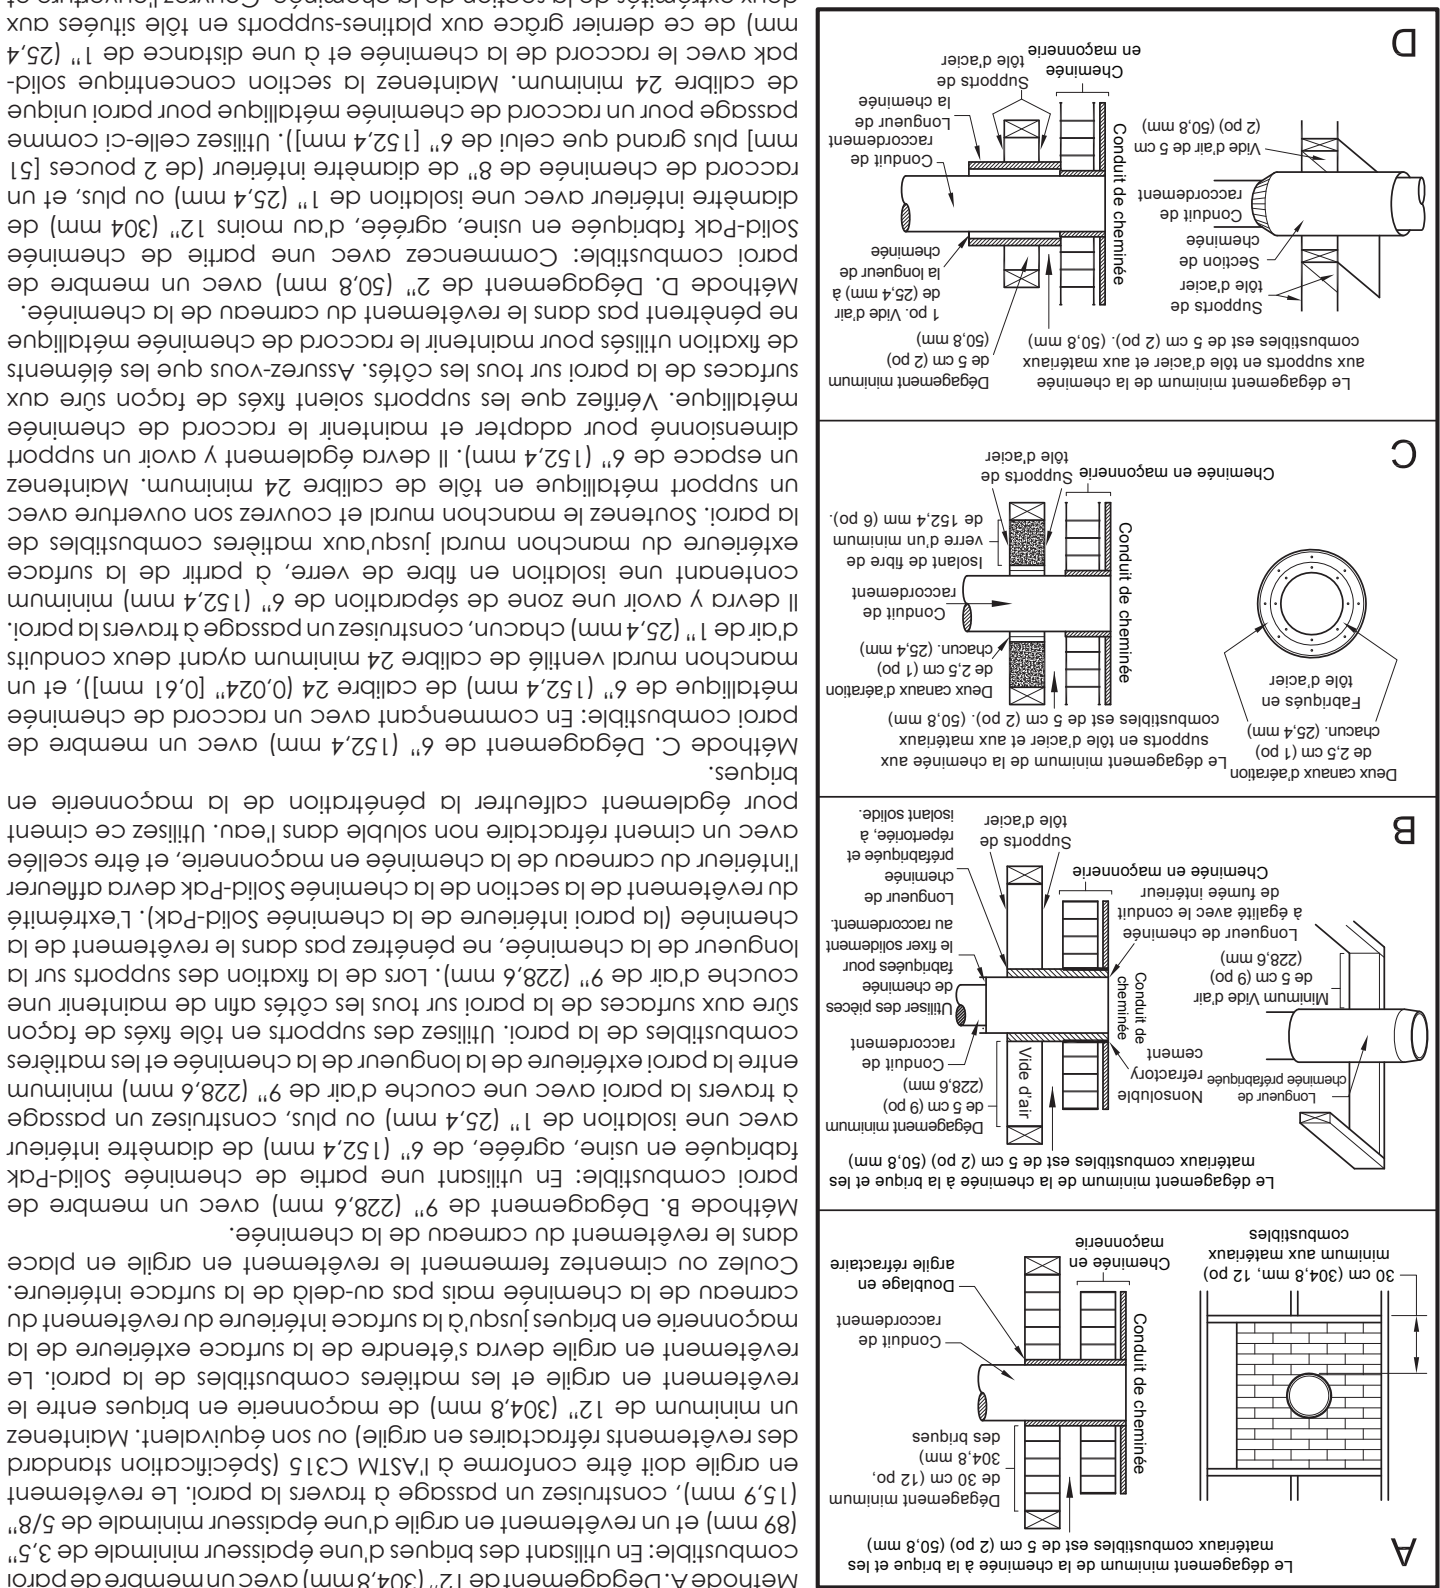 A
Le dégagement minimum de la cheminée à la brique et les
matériaux combustibles est de 5 cm (2 po) (50,8 mm)
Dégagement minimum
de 30 cm (12 po,
304,8 mm)
des briques
Conduit de cheminée
Conduit de
raccordement
Doublage en
argile réfractaire
Cheminée en
maçonnerie
30 cm (304,8 mm, 12 po)
minimum aux matériaux
combustibles
B
Le dégagement minimum de la cheminée à la brique et les
matériaux combustibles est de 5 cm (2 po) (50,8 mm)
Longueur de
cheminée préfabriquée
Minimum Vide d'air
de 5 cm (9 po)
(228,6 mm)
Nonsoluble
refractory
cement
Conduit de
cheminée
Longueur de cheminée
à égalité avec le conduit
de fumée intérieur
Cheminée en maçonnerie
Vide d'air
Dégagé minimum
de 5 cm (9 po)
(228,6 mm)
Conduit de
raccordement
Utiliser des pièces
de cheminée
fabriquées pour
le fixer solidement
au raccordement.
Longueur de
cheminée
préfabriquée et
répertoriée, à
isolant solide.
Supports de
tôle d'acier
C
Deux canaux d'aération
de 2,5 cm (1 po)
chacun. (25,4 mm)
Fabriqués en
tôle d'acier
Le dégagement minimum de la cheminée aux
supports en tôle d'acier et aux matériaux
combustibles est de 5 cm (2 po). (50,8 mm)
Deux canaux d'aération
de 2,5 cm (1 po)
chacun. (25,4 mm)
Conduit de cheminée
Conduit de
raccordement
Isolant de fibre de
verre d'un minimum
de 152,4 mm (6 po).
Cheminée en maçonnerie
Supports de
tôle d'acier
D
Le dégagement minimum de la cheminée
aux supports en tôle d'acier et aux matériaux
combustibles est de 5 cm (2 po). (50,8 mm)
Supports de
tôle d'acier
Section de
cheminée
Conduit de
raccordement
Vide d'air de 5 cm
(2 po) (50,8 mm)
Dégagement minimum
de 5 cm (2 po)
(50,8 mm)
1 po. Vide d'air
de (25,4 mm) à
la longueur de
cheminée
Conduit de cheminée
Conduit de
raccordement
Longueur de
la cheminée
Supports de
tôle d'acier
Cheminée
en maçonnerie
Méthode A. Dégagement de 12" (304,8 mm) avec un membre de paroi
combustible: En utilisant des briques d'une épaisseur minimale de 3,5"
(89 mm) et un revêtement en argile d'une épaisseur minimale de 5/8"
(15,9 mm), construisez un passage à travers la paroi. Le revêtement
en argile doit être conforme à l'ASTM C315 (Spécification standard
des revêtements réfractaires en argile) ou son équivalent. Maintenez
un minimum de 12" (304,8 mm) de maçonnerie en briques entre le
revêtement en argile et les matières combustibles de la paroi. Le
revêtement en argile devra s'étendre de la surface extérieure de la
maçonnerie en briques jusqu'à la surface intérieure du revêtement du
carneau de la cheminée mais pas au-delà de la surface intérieure.
Coulez ou cimentez fermement le revêtement en argile en place
dans le revêtement du carneau de la cheminée.
Méthode B. Dégagement de 9" (228,6 mm) avec un membre de
paroi combustible: En utilisant une partie de cheminée Solid-Pak
fabriquée en usine, agréée, de 6" (152,4 mm) de diamètre intérieur
avec une isolation de 1" (25,4 mm) ou plus, construisez un passage
à travers la paroi avec une couche d'air de 9" (228,6 mm) minimum
entre la paroi extérieure de la longueur de la cheminée et les matières
combustibles de la paroi. Utilisez des supports en tôle fixés de façon
sûre aux surfaces de la paroi sur tous les côtés afin de maintenir une
couche d'air de 9" (228,6 mm). Lors de la fixation des supports sur la
longueur de la cheminée, ne pénétrez pas dans le revêtement de la
cheminée (la paroi intérieure de la cheminée Solid-Pak). L'extrémité
du revêtement de la section de la cheminée Solid-Pak devra affleurer
l'intérieur du carneau de la cheminée en maçonnerie, et être scellée
avec un ciment réfractaire non soluble dans l'eau. Utilisez ce ciment
pour également calfeutrer la pénétration de la maçonnerie en
briques.
Méthode C. Dégagement de 6" (152,4 mm) avec un membre de
paroi combustible: En commençant avec un raccord de cheminée
métallique de 6" (152,4 mm) de calibre 24 (0,024" [0,61 mm]), et un
manchon mural ventilé de calibre 24 minimum ayant deux conduits
d'air de 1" (25,4 mm) chacun, construisez un passage à travers la paroi.
Il devra y avoir une zone de séparation de 6" (152,4 mm) minimum
contenant une isolation en fibre de verre, à partir de la surface
extérieure du manchon mural jusqu'aux matières combustibles de
la paroi. Soutenez le manchon mural et couvrez son ouverture avec
un support métallique en tôle de calibre 24 minimum. Maintenez
un espace de 6" (152,4 mm). Il devra également y avoir un support
dimensionné pour adapter et maintenir le raccord de cheminée
métallique. Vérifiez que les supports soient fixés de façon sûre aux
surfaces de la paroi sur tous les côtés. Assurez-vous que les éléments
de fixation utilisés pour maintenir le raccord de cheminée métallique
ne pénètrent pas dans le revêtement du carneau de la cheminée.
Méthode D. Dégagement de 2" (50,8 mm) avec un membre de
paroi combustible: Commencez avec une partie de cheminée
Solid-Pak fabriquée en usine, agréée, d'au moins 12" (304 mm) de
diamètre intérieur avec une isolation de 1" (25,4 mm) ou plus, et un
raccord de cheminée de 8" de diamètre intérieur (de 2 pouces [51
mm] plus grand que celui de 6" [152,4 mm]). Utilisez celle-ci comme
passage pour un raccord de cheminée métallique pour paroi unique
de calibre 24 minimum. Maintenez la section concentrique solid-
pak avec le raccord de la cheminée et à une distance de 1" (25,4
mm) de ce dernier grâce aux platines-supports en tôle situées aux
deux extrémités de la section de la cheminée. Couvrez l'ouverture et